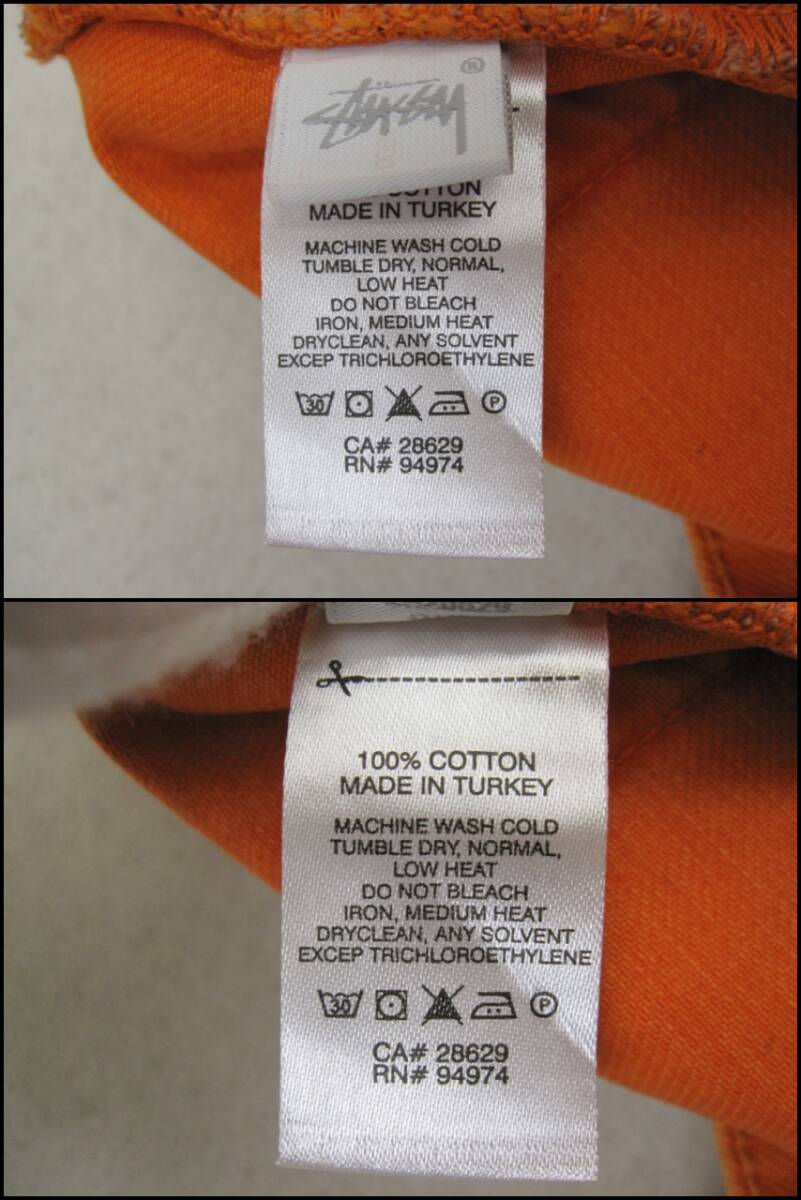 STÜSSY ®
COTTON
MADE IN TURKEY
MACHINE WASH COLD
TUMBLE DRY, NORMAL,
LOW HEAT
DO NOT BLEACH
IRON, MEDIUM HEAT
DRYCLEAN, ANY SOLVENT
EXCEP TRICHLOROETHYLENE
30 P
CA# 28629
RN# 94974
100% COTTON
MADE IN TURKEY
MACHINE WASH COLD
TUMBLE DRY, NORMAL,
LOW HEAT
DO NOT BLEACH
IRON, MEDIUM HEAT
DRYCLEAN, ANY SOLVENT
EXCEP TRICHLOROETHYLENE
30 P
CA# 28629
RN# 94974